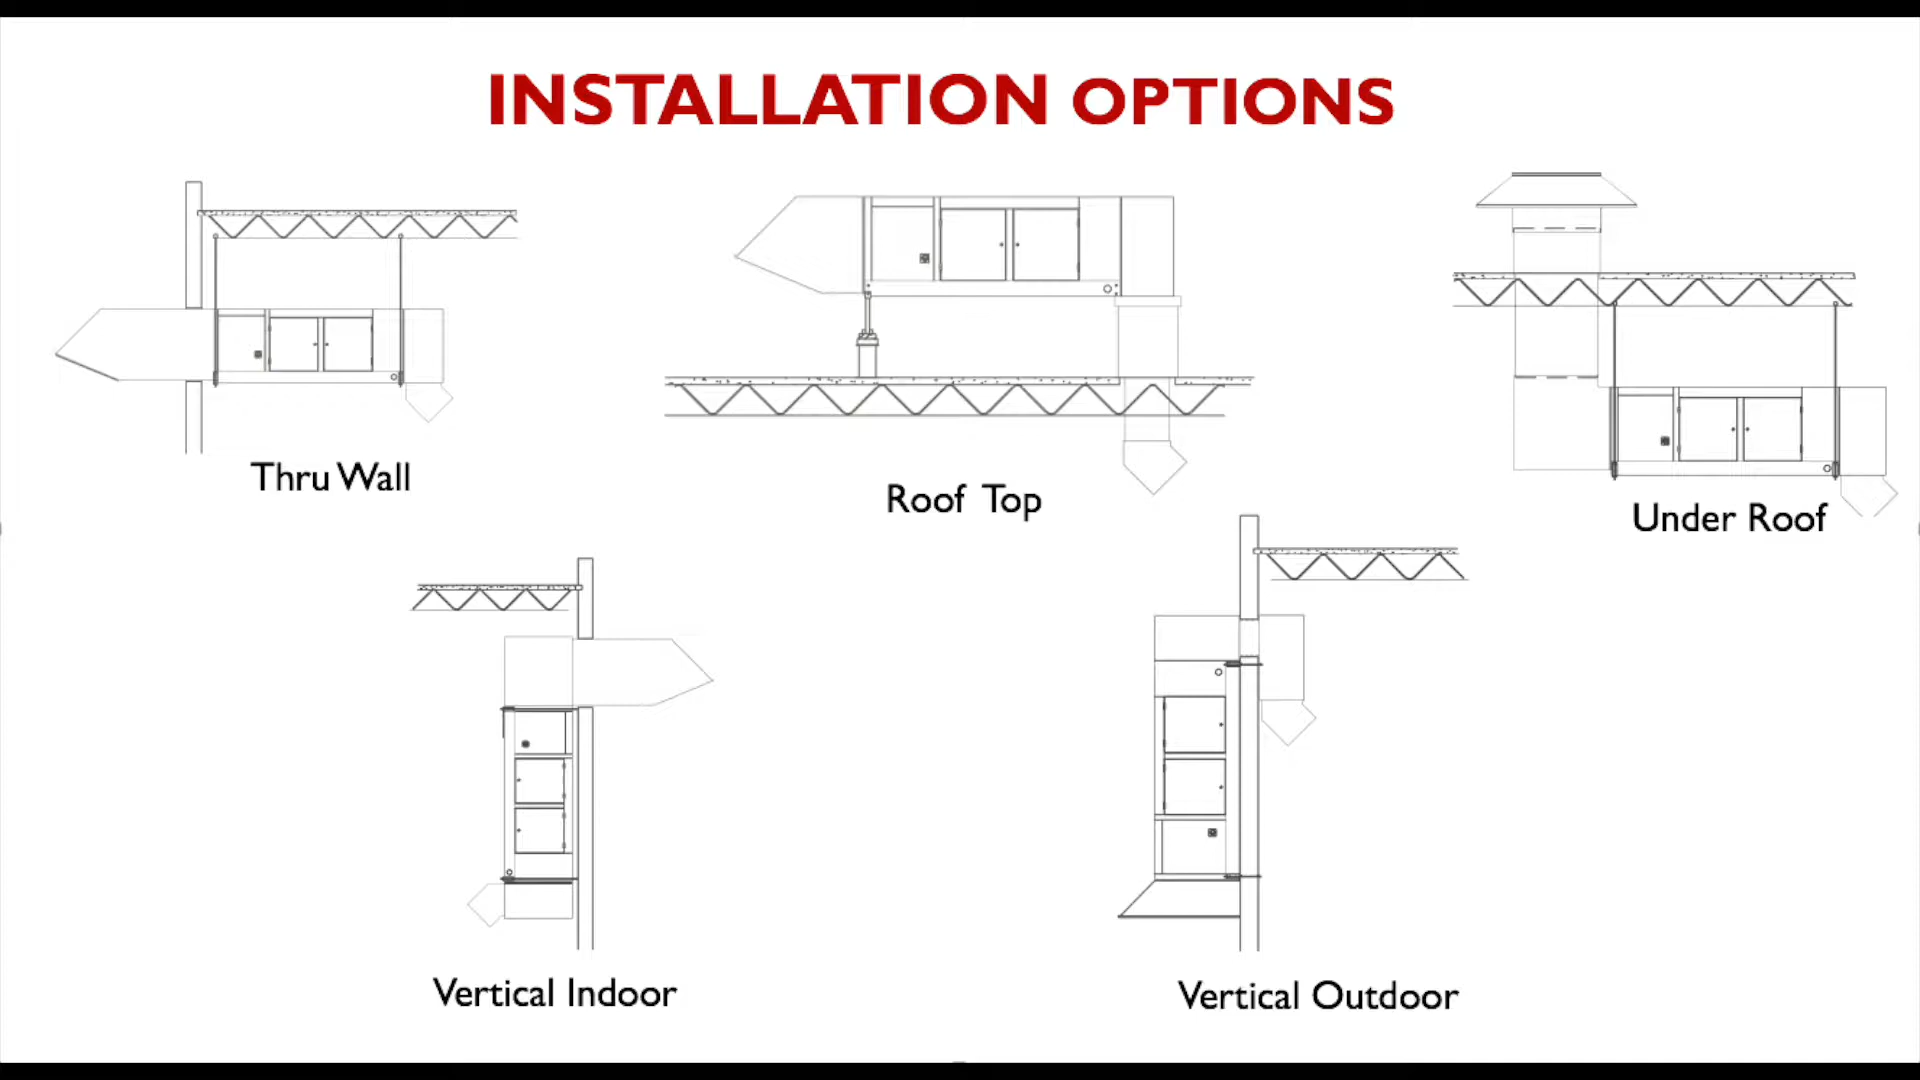 INSTALLATION OPTIONS
Thru Wall
Roof Top
Under Roof
Vertical Indoor
Vertical Outdoor